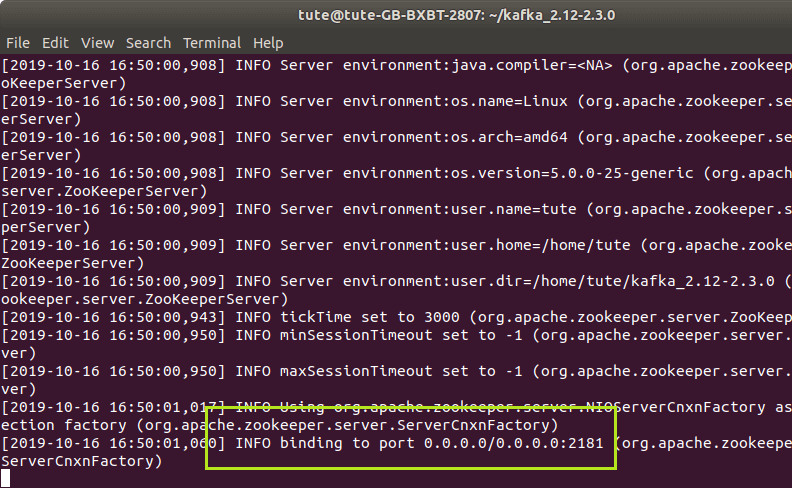 tute@tute-GB-BXBT-2807: ~/kafka_2.12-2.3.0
File Edit View Search Terminal Help
[2019-10-16 16:50:00,908] INFO Server environment:java.compiler=<NA> (org.apache.zookeep
oKeeperServer)
[2019-10-16 16:50:00,908] INFO Server environment:os.name=Linux (org.apache.zookeeper.se
erServer)
[2019-10-16 16:50:00,908] INFO Server environment:os.arch=amd64 (org.apache.zookeeper.se
erServer)
[2019-10-16 16:50:00,908] INFO Server environment:os.version=5.0.0-25-generic (org.apach
server.ZooKeeperServer)
[2019-10-16 16:50:00,909] INFO Server environment:user.name=tute (org.apache.zookeeper.s
perServer)
[2019-10-16 16:50:00,909] INFO Server environment:user.home=/home/tute (org.apache.zooke
ZooKeeperServer)
[2019-10-16 16:50:00,909] INFO Server environment:user.dir=/home/tute/kafka_2.12-2.3.0 (
ookeeper.server.ZooKeeperServer)
[2019-10-16 16:50:00,943] INFO tickTime set to 3000 (org.apache.zookeeper.server.ZooKeep
[2019-10-16 16:50:00,950] INFO minSessionTimeout set to -1 (org.apache.zookeeper.server.
ver)
[2019-10-16 16:50:00,950] INFO maxSessionTimeout set to -1 (org.apache.zookeeper.server.
ver)
[2019-10-16 16:50:01,017] INFO Using org.apache.zookeeper.server.NIOServerCnxnFactory as
ection factory (org.apache.zookeeper.server.ServerCnxnFactory)
[2019-10-16 16:50:01,060] INFO binding to port 0.0.0.0/0.0.0.0:2181 (org.apache.zookeepe
ServerCnxnFactory)